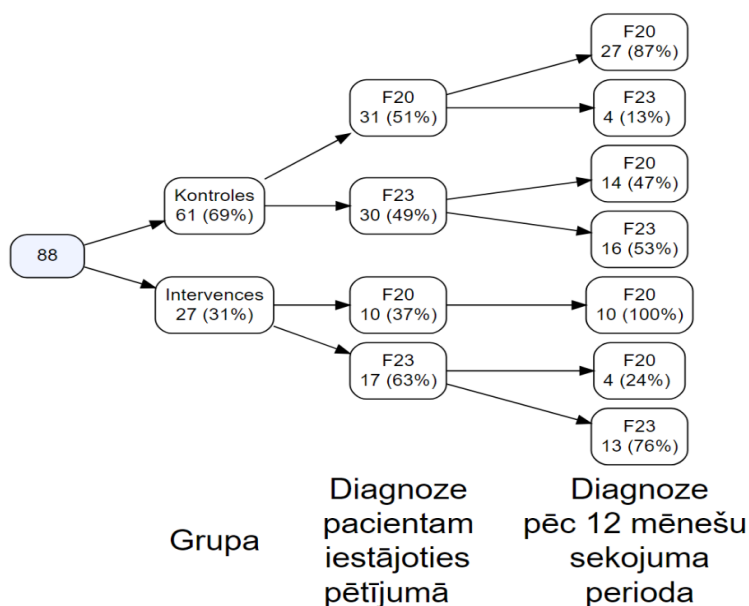 F20
27 (87%)
F20
31 (51%)
F23
4 (13%)
Kontroles
61 (69%)
F23
30 (49%)
F20
14 (47%)
F23
16 (53%)
88
Intervences
27 (31%)
F20
10 (37%)
F20
10 (100%)
F23
17 (63%)
F20
4 (24%)
F23
13 (76%)
Grupa
Diagnoze
pacientam
iestājoties
pētījumā
Diagnoze
pēc 12 mēnešu
sekojuma
perioda